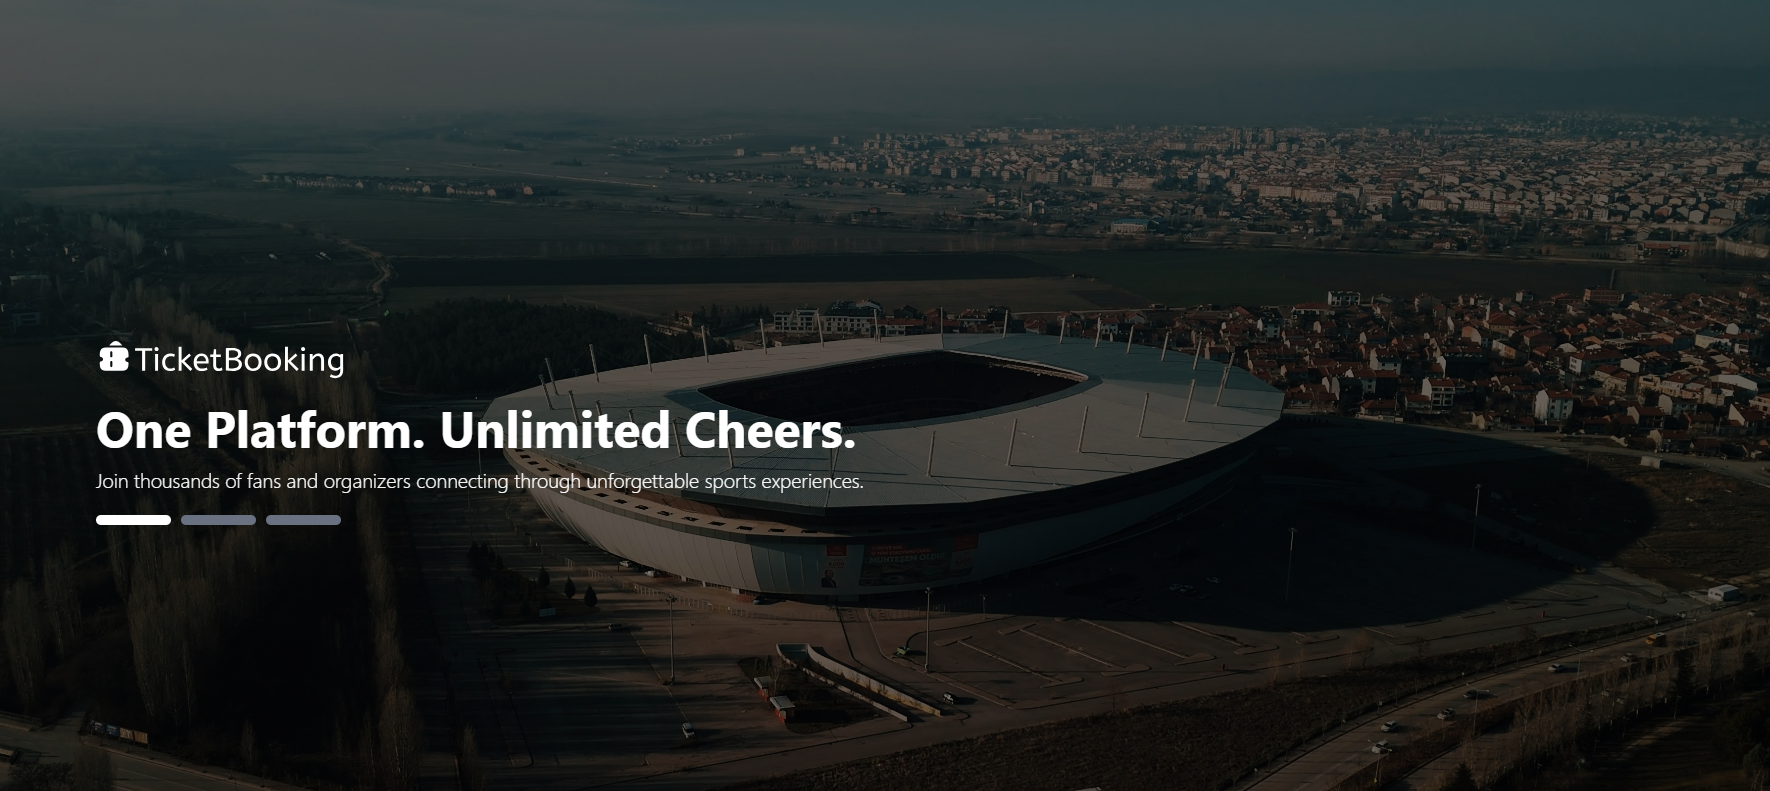 TicketBooking
One Platform. Unlimited Cheers.
Join thousands of fans and organizers connecting through unforgettable sports experiences.